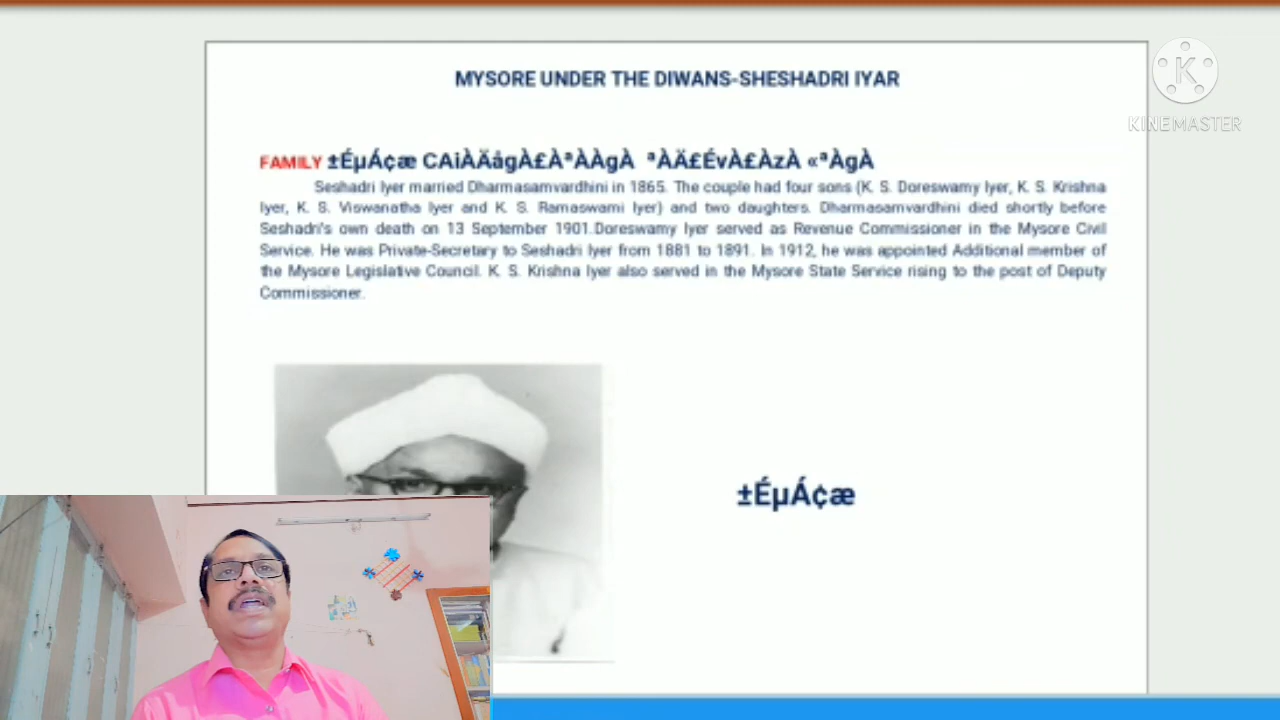 MYSORE UNDER THE DIWANS-SHESHADRI IYAR
KINEMASTER
FAMILY ±ÉµÁ¢æ CAiÀÄågÀ£ÀªÀÀgÀ ªÀÄ£ÉvÀ£ÀzÀ «ªÀgÀ
Seshadri Iyer married Dharmasamvardhini in 1865. The couple had four sons (K. S. Doreswamy Iyer, K. S. Krishna
Iyer, K. S. Viswanatha Iyer and K. S. Ramaswami Iyer) and two daughters. Dharmasamvardhini died shortly before
Seshadri's own death on 13 September 1901.Doreswamy Iyer served as Revenue Commissioner in the Mysore Civil
Service. He was Private-Secretary to Seshadri Iyer from 1881 to 1891. In 1912, he was appointed Additional member of
the Mysore Legislative Council. K. S. Krishna Iyer also served in the Mysore State Service rising to the post of Deputy
Commissioner.
±ÉµÁ¢æ